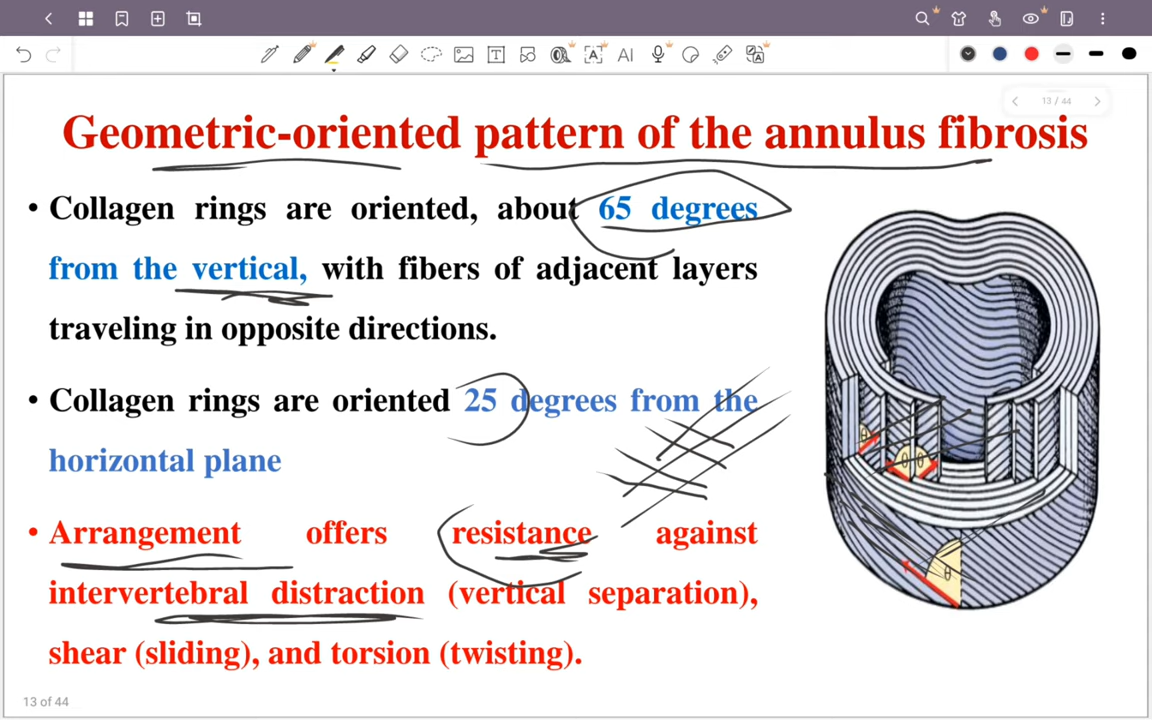 13 / 44
Geometric-oriented pattern of the annulus fibrosis
• Collagen rings are oriented, about 65 degrees
from the vertical, with fibers of adjacent layers
traveling in opposite directions.
• Collagen rings are oriented 25 degrees from the
horizontal plane
• Arrangement offers resistance against
intervertebral distraction (vertical separation),
shear (sliding), and torsion (twisting).
θ
θ θ
θ
13 of 44